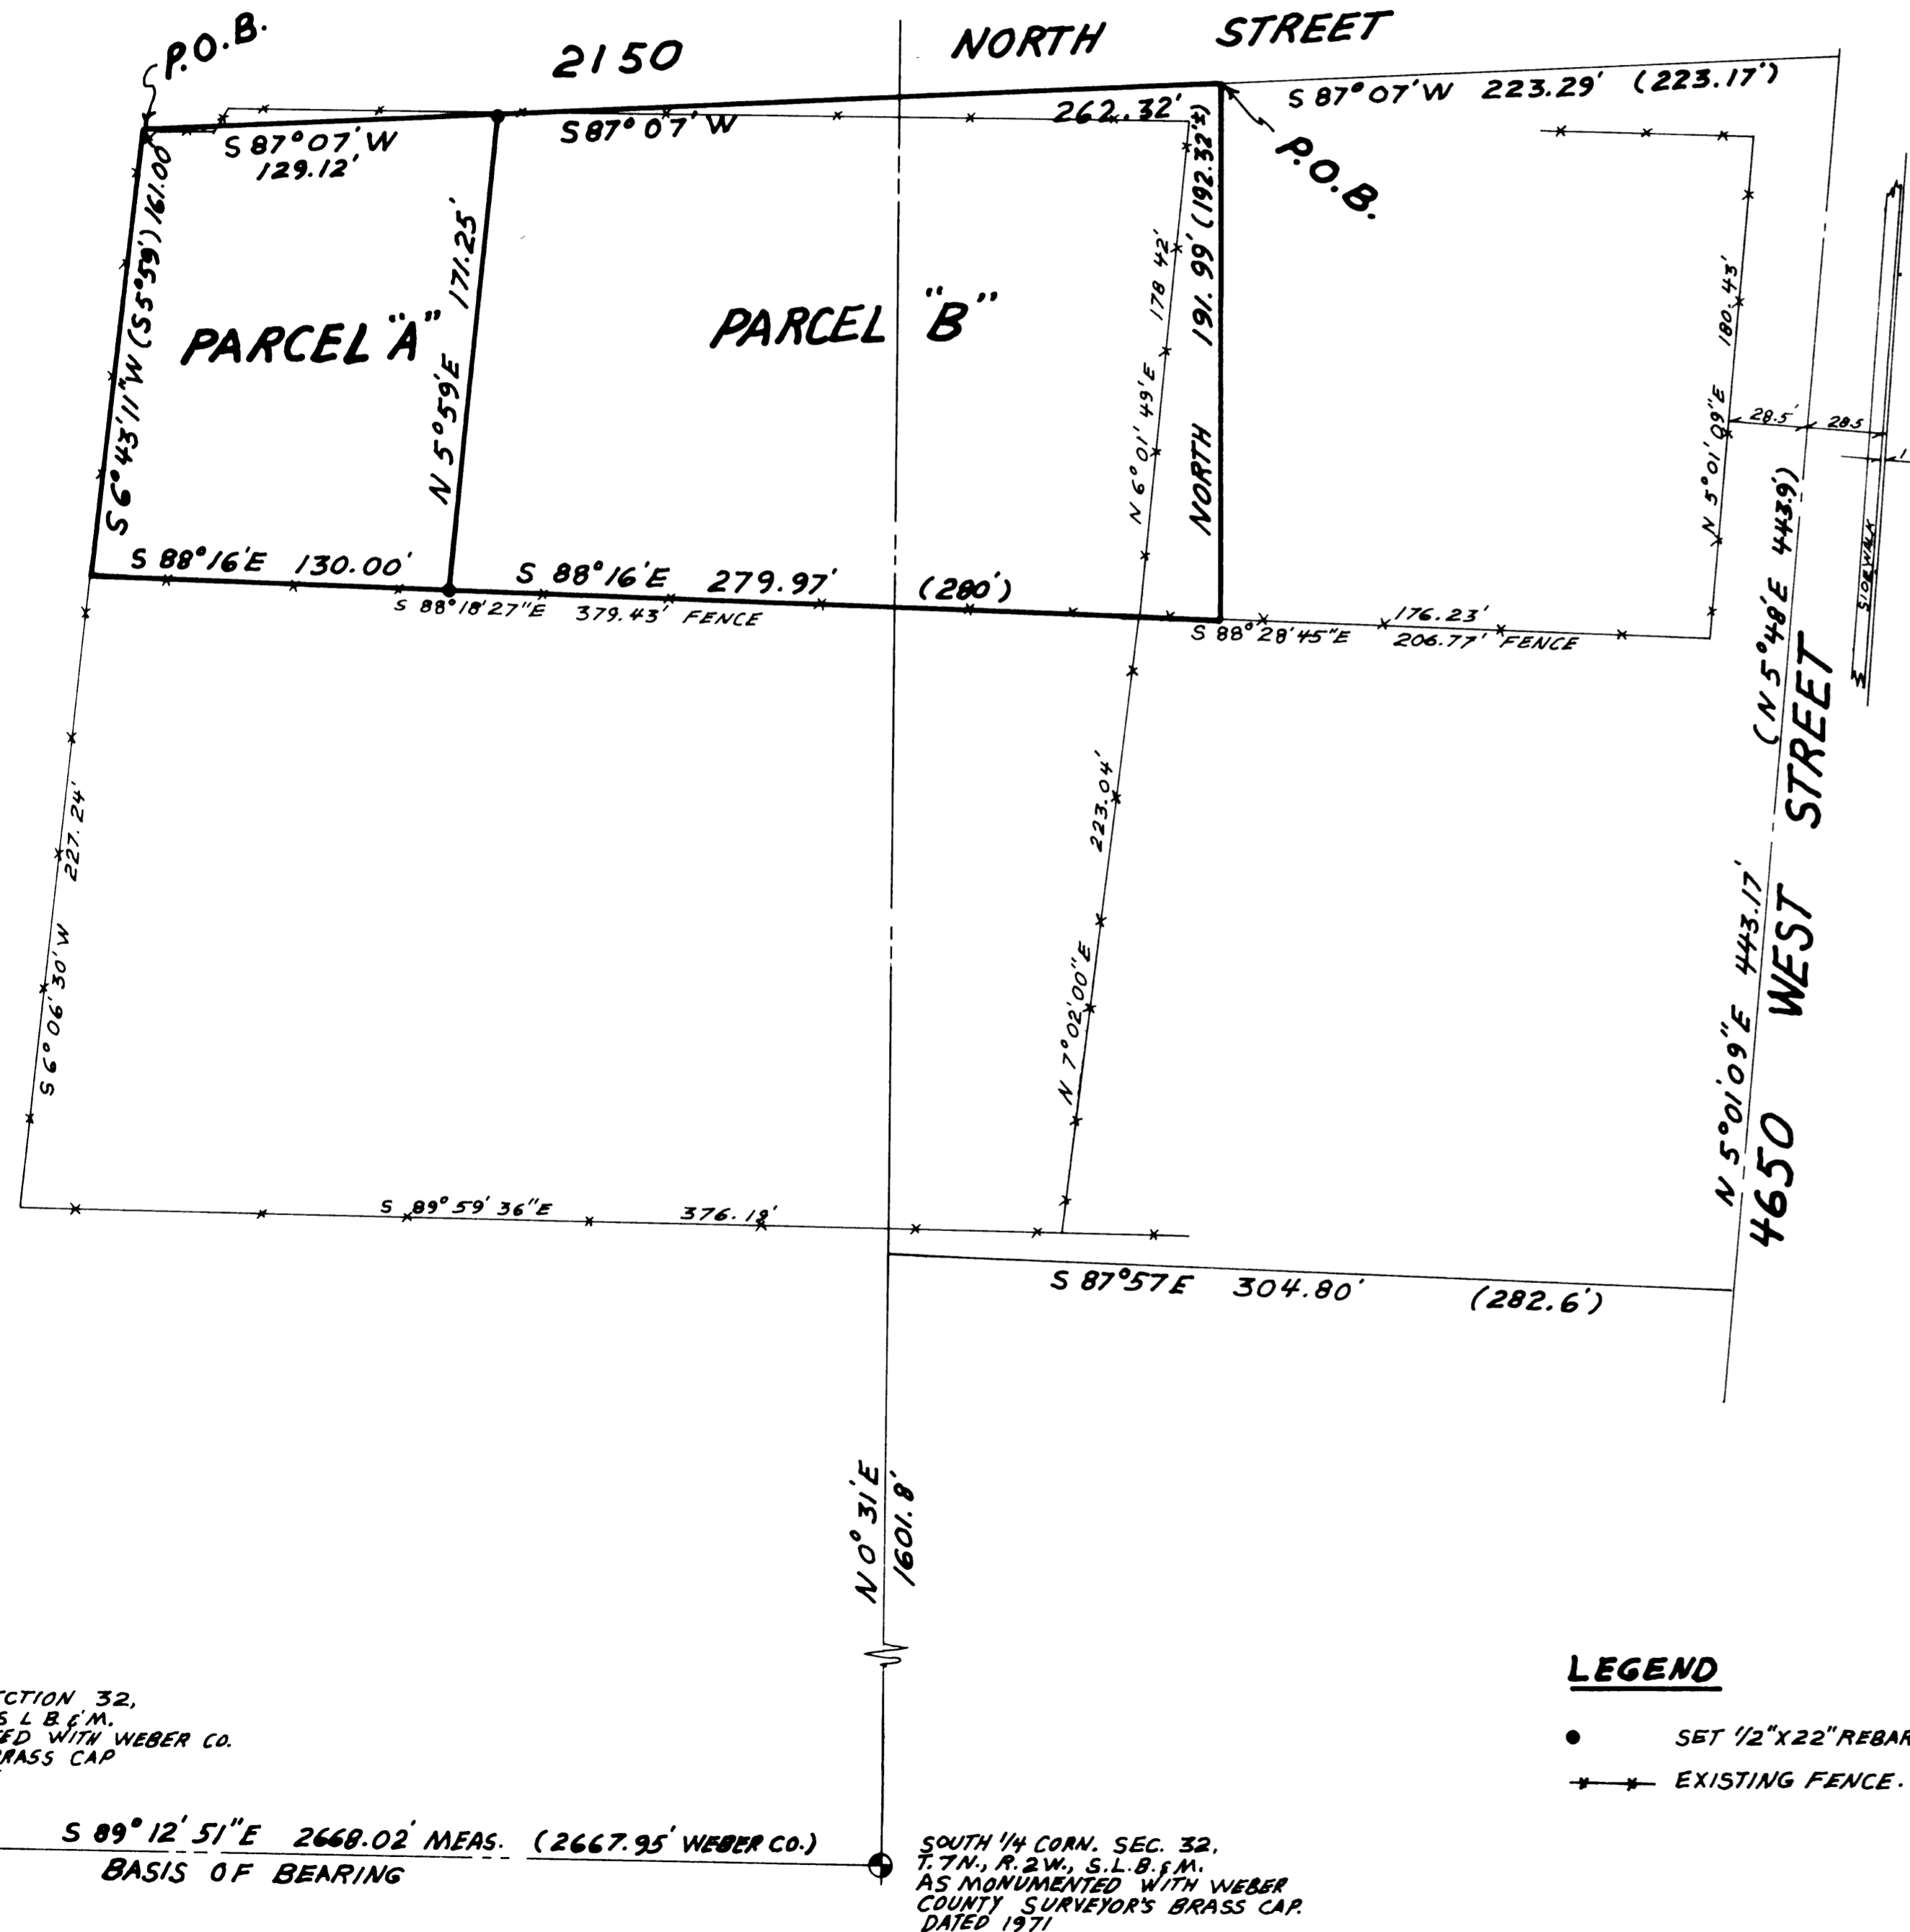 P.O.B.
2150 NORTH STREET
S 87°07' W 223.29' (223.17')
S 87°07' W
129.12'
S 87°07' W
262.32'
P.O.B.
S 6°43'11" W (S 5°59') 161.00'
PARCEL "A"
N 5°59' E 171.25'
PARCEL "B"
N 6°01'49" E 178.42'
NORTH 191.99' (192.32'±)
N 5°01'09" E 180.43'
28.5'
28.5
SIDEWALK
S 88°16' E 130.00'
S 88°16' E 279.97' (280')
S 88°18'27" E 379.43' FENCE
176.23'
S 88°28'45" E 206.77' FENCE
(N 5°48' E 443.9')
N 5°01'09" E 443.17'
4650 WEST STREET
S 6°06'30" W 227.24'
N 7°02'00" E 223.04'
S 89°59'36" E 376.18'
S 87°57 E 304.80' (282.6')
N 0°31' E
1601.8'
LEGEND
SET 1/2" X 22" REBAR
EXISTING FENCE.
CTION 32,
S L B & M.
ED WITH WEBER CO.
RASS CAP
S 89°12'51" E 2668.02' MEAS. (2667.95' WEBER CO.)
BASIS OF BEARING
SOUTH 1/4 CORN. SEC. 32,
T. 7 N., R. 2 W., S.L.B. & M.
AS MONUMENTED WITH WEBER
COUNTY SURVEYOR'S BRASS CAP.
DATED 1971